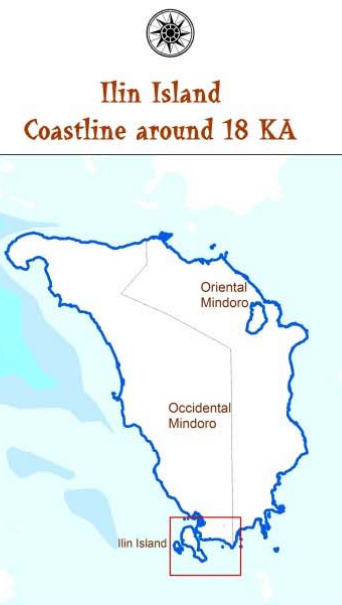 Ilin Island
Coastline around 18 KA
Oriental
Mindoro
Occidental
Mindoro
Ilin Island